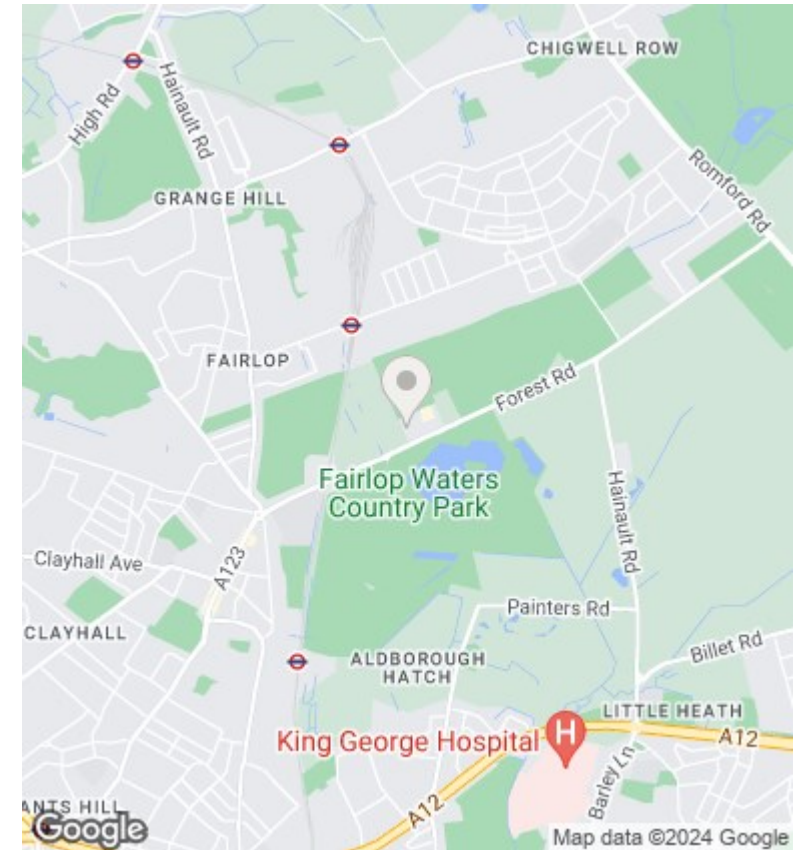 CHIGWELL ROW
High Rd
Hainault Rd
Romford Rd
GRANGE HILL
FAIRLOP
Forest Rd
Fairlop Waters
Country Park
Hainault Rd
A123
Clayhall Ave
CLAYHALL
Painters Rd
ALDBOROUGH
HATCH
Billet Rd
LITTLE HEATH
King George Hospital
H
A12
A12
Barley Ln
ANTS HILL
Google
Map data ©2024 Google